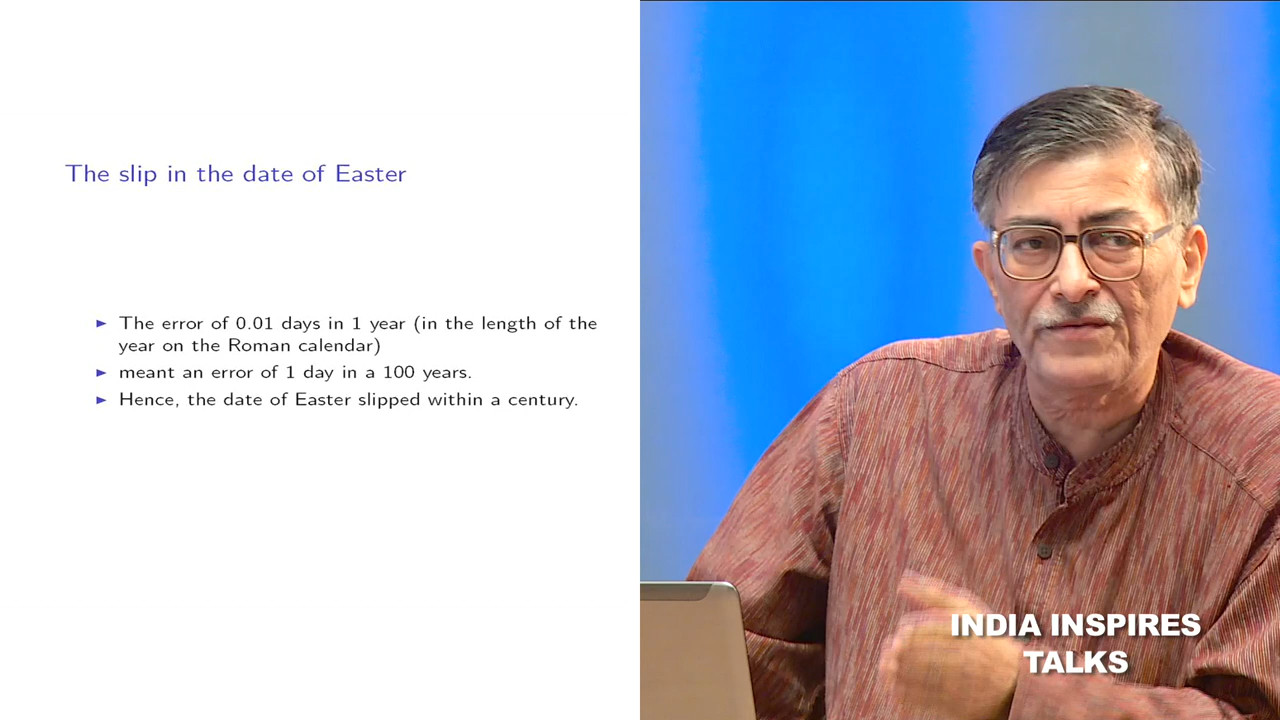 The slip in the date of Easter
► The error of 0.01 days in 1 year (in the length of the
year on the Roman calendar)
► meant an error of 1 day in a 100 years.
► Hence, the date of Easter slipped within a century.
INDIA INSPIRES
TALKS